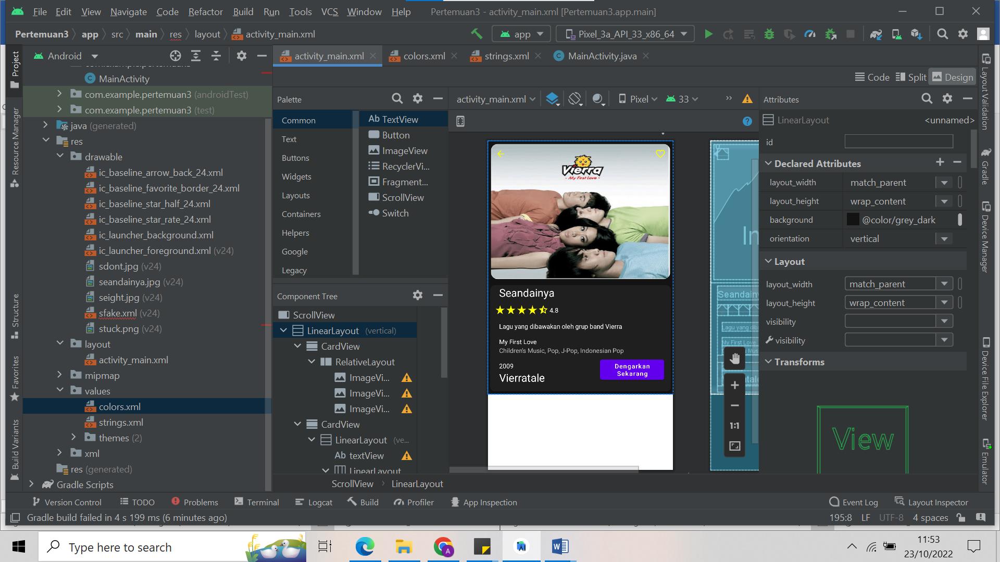 File Edit View Navigate Code Refactor Build Run Tools VCS Window Help Pertemuan3 - activity_main.xml [Pertemuan3.app.main]
Pertemuan3 app src main res layout activity_main.xml app Pixel_3a_API_33_x86_64
Project
Resource Manager
Structure
Favorites
Build Variants
Android
MainActivity
com.example.pertemuan3 (androidTest)
com.example.pertemuan3 (test)
java (generated)
res
drawable
ic_baseline_arrow_back_24.xml
ic_baseline_favorite_border_24.xml
ic_baseline_star_half_24.xml
ic_baseline_star_rate_24.xml
ic_launcher_background.xml
ic_launcher_foreground.xml (v24)
sdont.jpg (v24)
seandainya.jpg (v24)
seight.jpg (v24)
sfake.xml (v24)
stuck.png (v24)
layout
activity_main.xml
mipmap
values
colors.xml
strings.xml
themes (2)
xml
res (generated)
Gradle Scripts
activity_main.xml colors.xml strings.xml MainActivity.java
Code Split Design
Palette
Common
Text
Buttons
Widgets
Layouts
Containers
Helpers
Google
Legacy
Ab TextView
Button
ImageView
RecyclerVi...
Fragment...
ScrollView
Switch
Component Tree
ScrollView
LinearLayout (vertical)
CardView
RelativeLayout
ImageVi...
ImageVi...
ImageVi...
CardView
LinearLayout (ve...
Ab textView
LinearLayout
activity_main.xml Pixel 33 »
?
Vierra
- My First Love -
Seandainya
4.8
Lagu yang dibawakan oleh grup band Vierra
My First Love
Children's Music, Pop, J-Pop, Indonesian Pop
2009
Vierratale
Dengarkan
Sekarang
In
Seandain
Lagu yang diba
My First Love
1:1
ScrollView LinearLayout
Attributes
LinearLayout <unnamed>
id
Declared Attributes
layout_width match_parent
layout_height wrap_content
background @color/grey_dark
orientation vertical
Layout
layout_width match_parent
layout_height wrap_content
visibility
visibility
Transforms
View
Layout Validation
Gradle
Device Manager
Device File Explorer
Emulator
Version Control TODO Problems Terminal Logcat Build Profiler App Inspection Event Log Layout Inspector
Gradle build failed in 4 s 199 ms (6 minutes ago) 195:8 LF UTF-8 4 spaces
Type here to search
A
W
11:53
23/10/2022